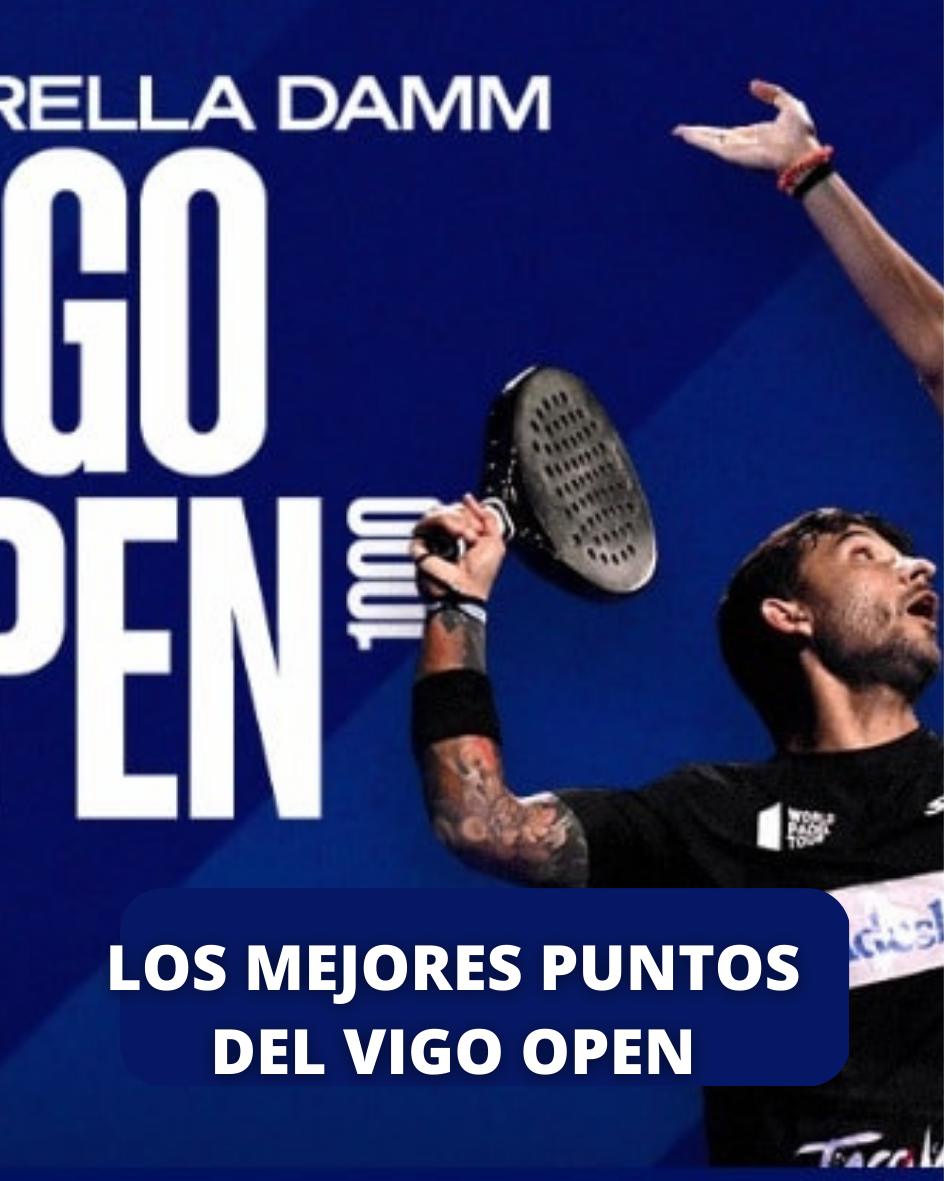 RELLA DAMM
GO
PEN
1000
WORLD
PADEL
TOUR
LOS MEJORES PUNTOS
DEL VIGO OPEN